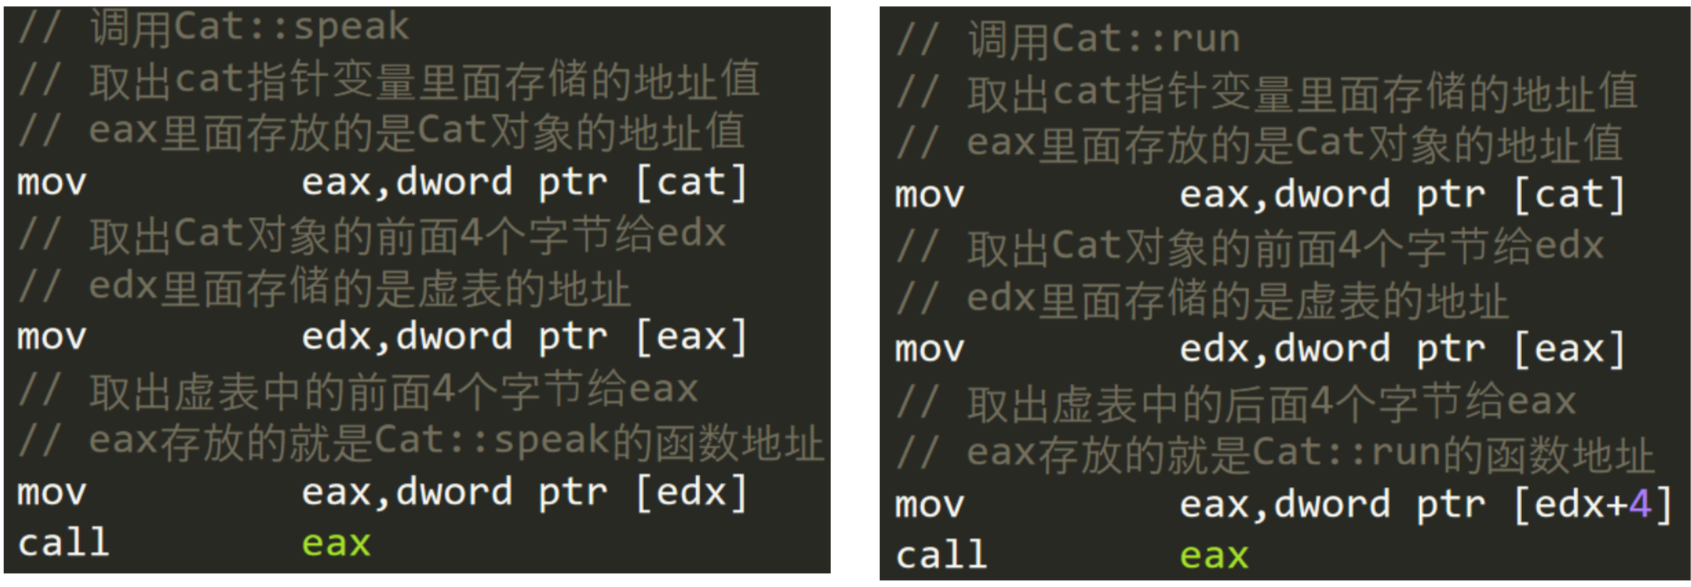 // 调用Cat::speak
// 取出cat指针变量里面存储的地址值
// eax里面存放的是Cat对象的地址值
mov eax,dword ptr [cat]
// 取出Cat对象的前面4个字节给edx
// edx里面存储的是虚表的地址
mov edx,dword ptr [eax]
// 取出虚表中的前面4个字节给eax
// eax存放的就是Cat::speak的函数地址
mov eax,dword ptr [edx]
call eax
// 调用Cat::run
// 取出cat指针变量里面存储的地址值
// eax里面存放的是Cat对象的地址值
mov eax,dword ptr [cat]
// 取出Cat对象的前面4个字节给edx
// edx里面存储的是虚表的地址
mov edx,dword ptr [eax]
// 取出虚表中的后面4个字节给eax
// eax存放的就是Cat::run的函数地址
mov eax,dword ptr [edx+4]
call eax